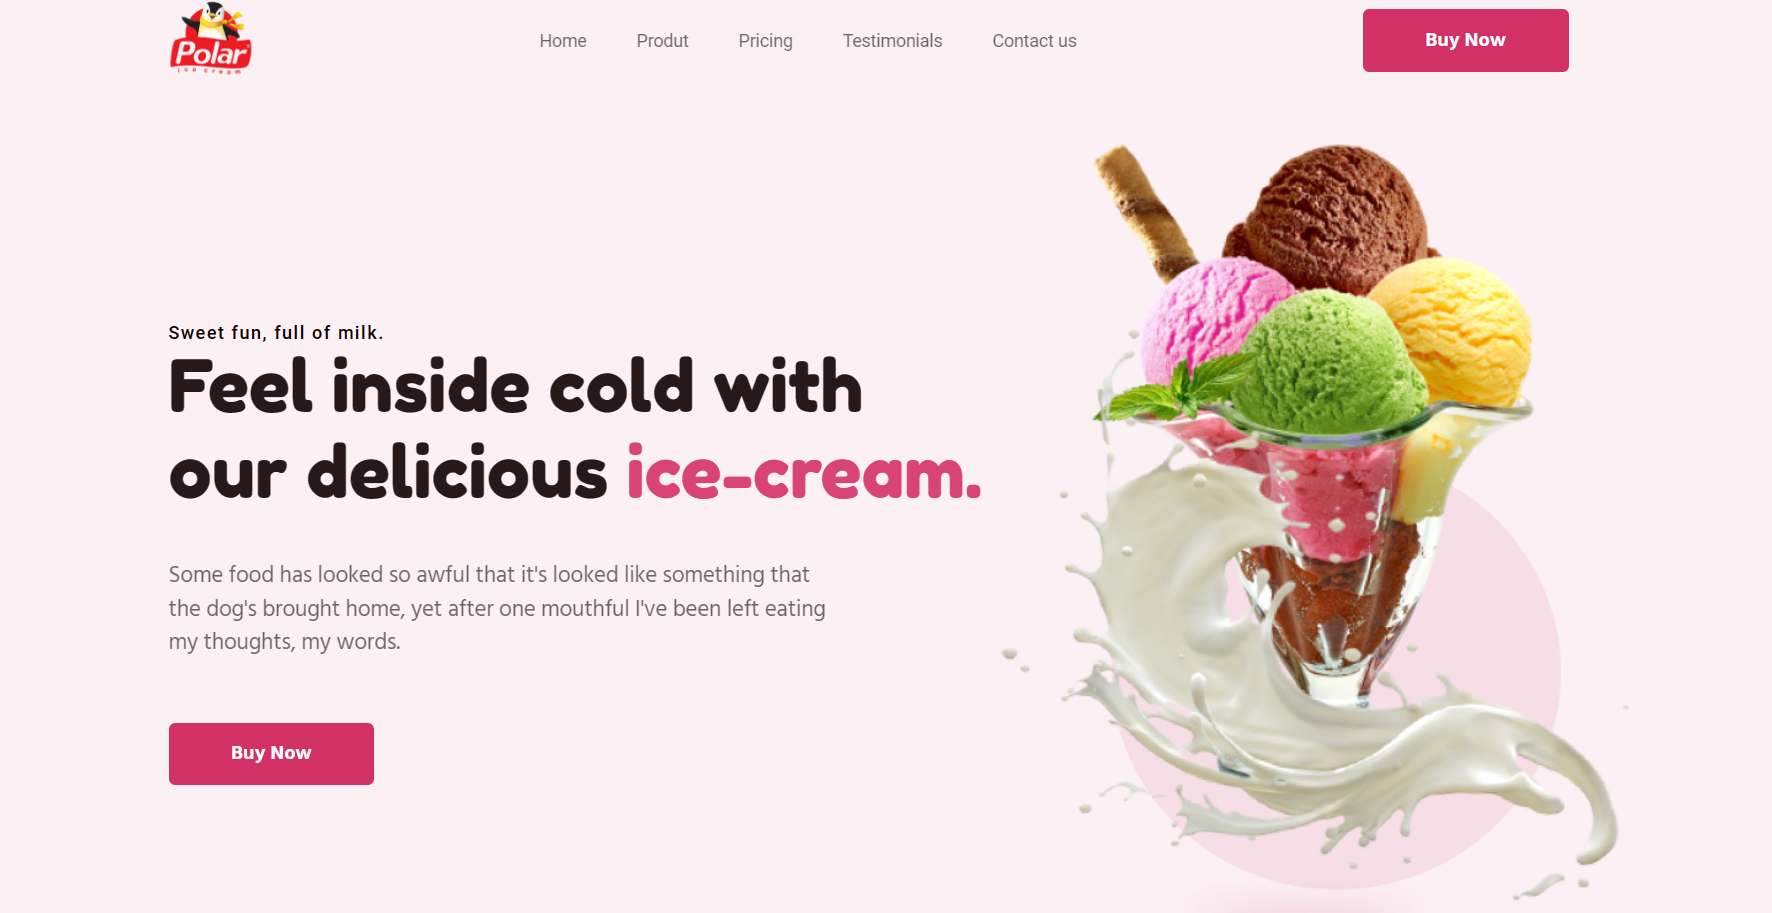 Polar
ice cream
Home
Produt
Pricing
Testimonials
Contact us
Buy Now
Sweet fun, full of milk.
Feel inside cold with
our delicious ice-cream.
Some food has looked so awful that it's looked like something that
the dog's brought home, yet after one mouthful I've been left eating
my thoughts, my words.
Buy Now